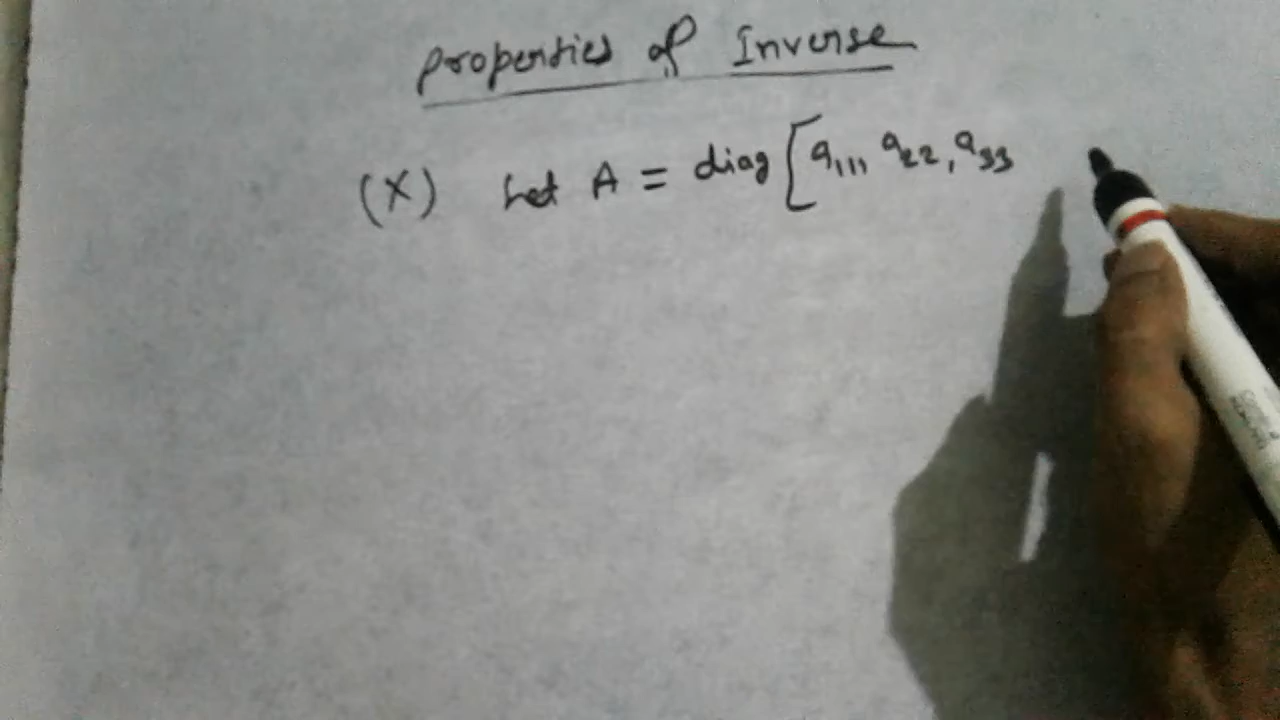 Properties of Inverse
(X) Let A = diag [a₁₁, a₂₂, a₃₃